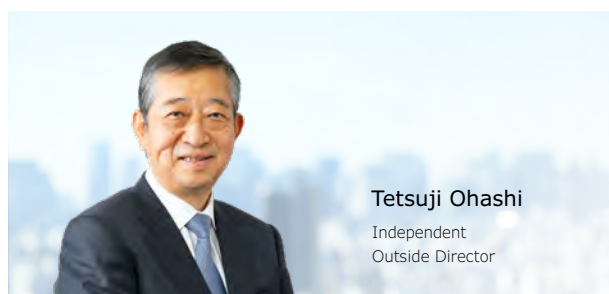 Tetsuji Ohashi
Independent
Outside Director